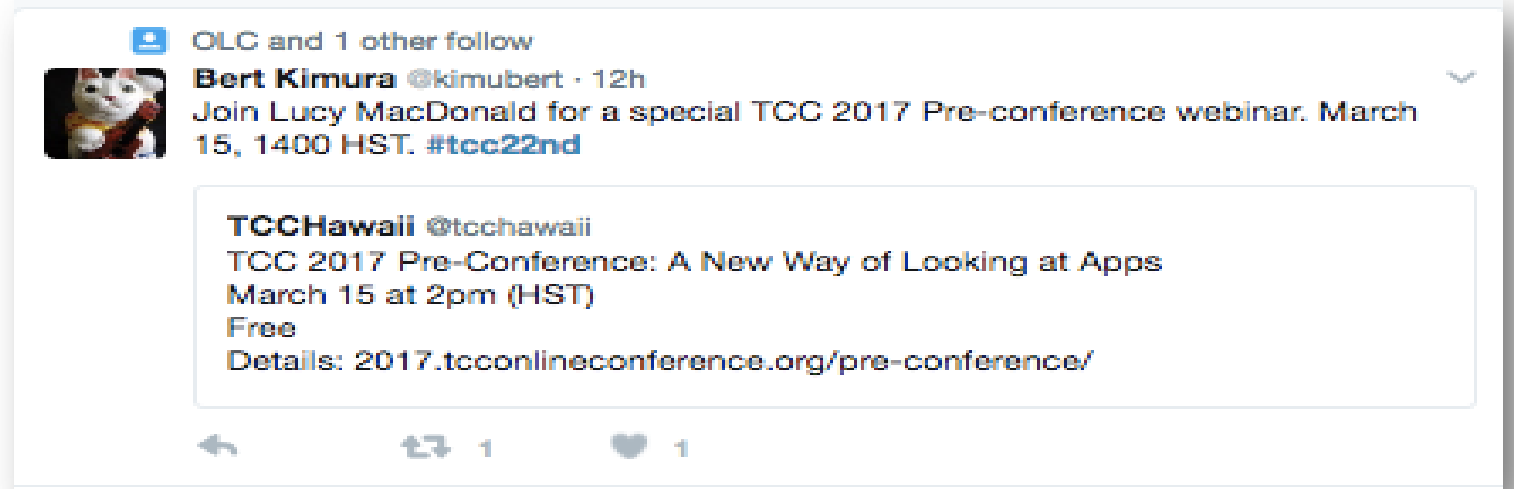 OLC and 1 other follow
Bert Kimura @kimubert · 12h
Join Lucy MacDonald for a special TCC 2017 Pre-conference webinar. March
15, 1400 HST. #tcc22nd
TCCHawaii @tcchawaii
TCC 2017 Pre-Conference: A New Way of Looking at Apps
March 15 at 2pm (HST)
Free
Details: 2017.tcconlineconference.org/pre-conference/
1 1